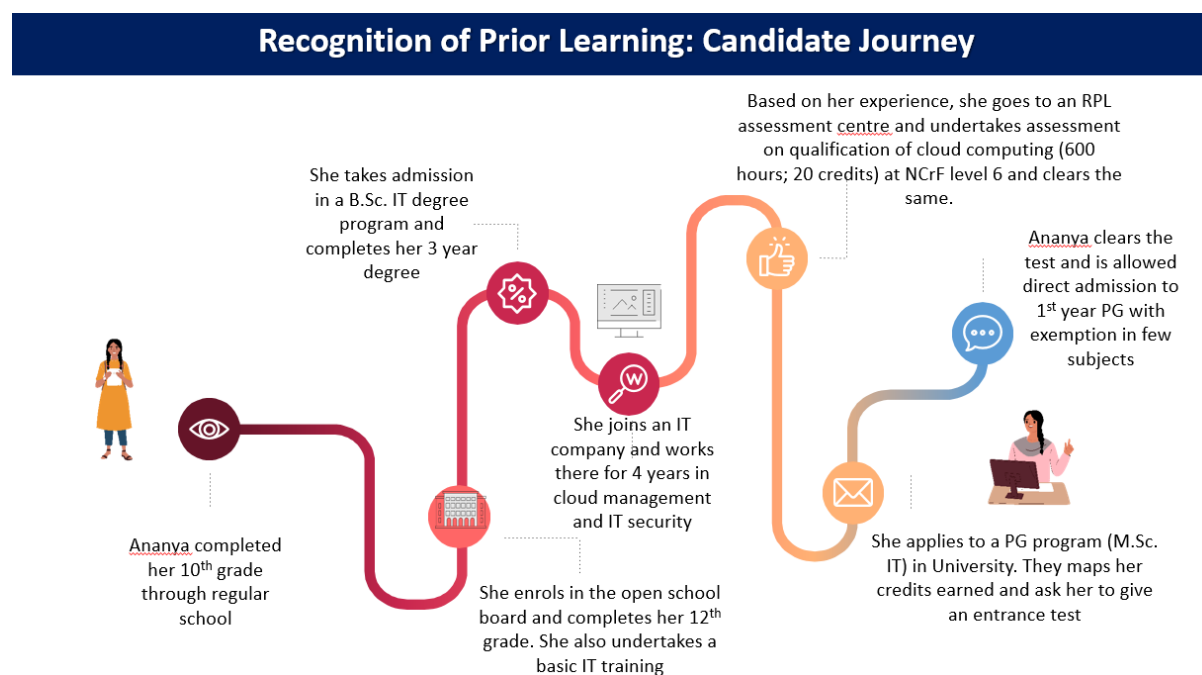 Recognition of Prior Learning: Candidate Journey
Ananya completed
her 10th grade
through regular
school
She enrols in the open school
board and completes her 12th
grade. She also undertakes a
basic IT training
She takes admission
in a B.Sc. IT degree
program and
completes her 3 year
degree
W
She joins an IT
company and works
there for 4 years in
cloud management
and IT security
Based on her experience, she goes to an RPL
assessment centre and undertakes assessment
on qualification of cloud computing (600
hours; 20 credits) at NCrF level 6 and clears the
same.
She applies to a PG program (M.Sc.
IT) in University. They maps her
credits earned and ask her to give
an entrance test
Ananya clears the
test and is allowed
direct admission to
1st year PG with
exemption in few
subjects